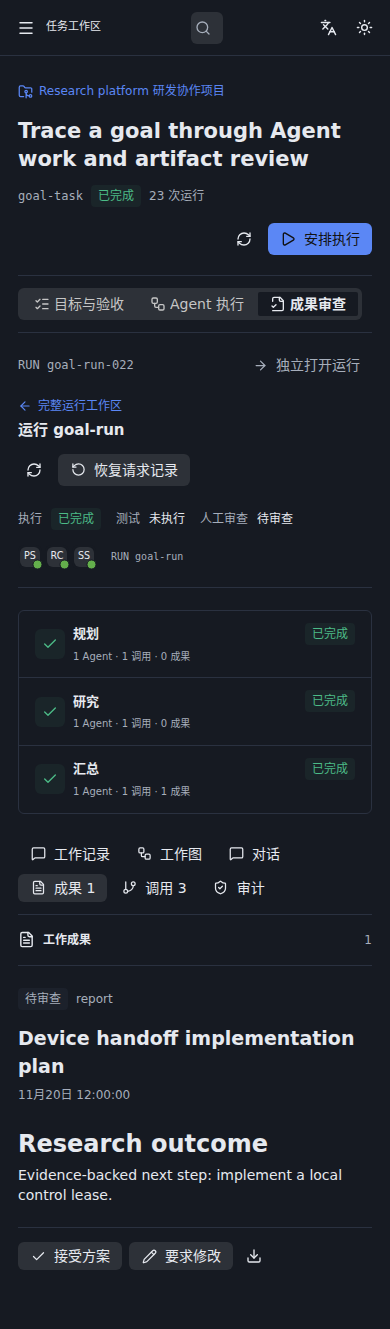 任务工作区
Research platform 研发协作项目
Trace a goal through Agent
work and artifact review
goal-task 已完成 23 次运行
安排执行
目标与验收 Agent 执行 成果审查
RUN goal-run-022 独立打开运行
完整运行工作区
运行 goal-run
恢复请求记录
执行 已完成 测试 未执行 人工审查 待审查
PS RC SS RUN goal-run
规划 已完成
1 Agent · 1 调用 · 0 成果
研究 已完成
1 Agent · 1 调用 · 0 成果
汇总 已完成
1 Agent · 1 调用 · 1 成果
工作记录 工作图 对话
成果 1 调用 3 审计
工作成果 1
待审查 report
Device handoff implementation
plan
11月20日 12:00:00
Research outcome
Evidence-backed next step: implement a local
control lease.
接受方案 要求修改